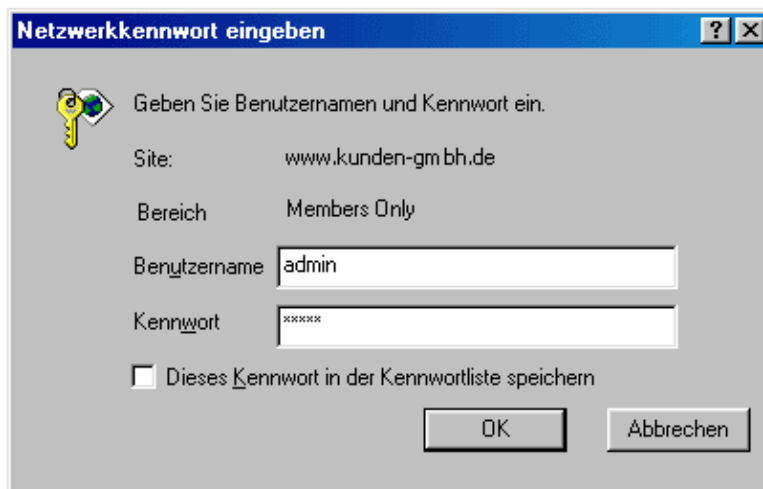 Netzwerkkennwort eingeben
Geben Sie Benutzernamen und Kennwort ein.
Site: www.kunden-gmbh.de
Bereich Members Only
Benutzername admin
Kennwort *****
Dieses Kennwort in der Kennwortliste speichern
OK Abbrechen